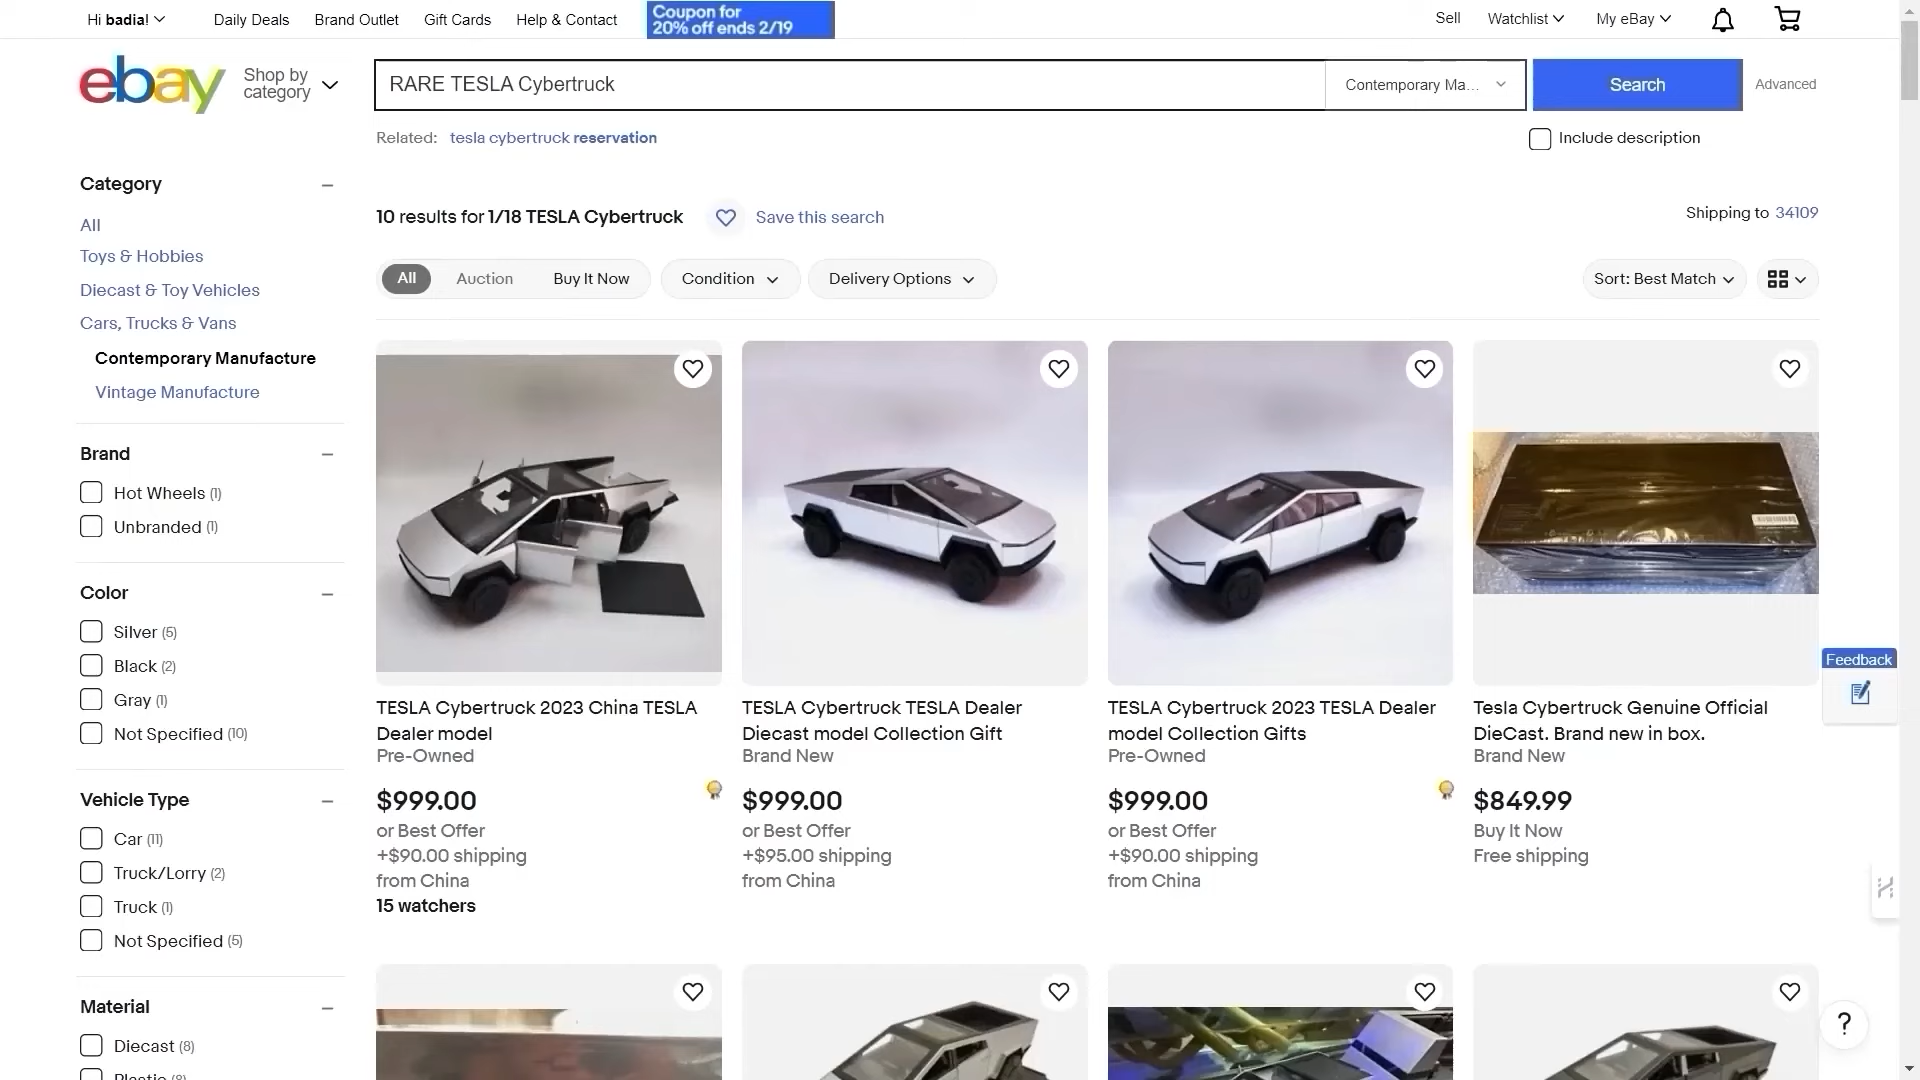 Hi badia!
Daily Deals
Brand Outlet
Gift Cards
Help & Contact
Coupon for
20% off ends 2/19
Sell
Watchlist
My eBay
ebay
Shop by
category
RARE TESLA Cybertruck
Contemporary Ma...
Search
Advanced
Related: tesla cybertruck reservation
Include description
Category
All
Toys & Hobbies
Diecast & Toy Vehicles
Cars, Trucks & Vans
Contemporary Manufacture
Vintage Manufacture
Brand
Hot Wheels (1)
Unbranded (1)
Color
Silver (5)
Black (2)
Gray (1)
Not Specified (10)
Vehicle Type
Car (11)
Truck/Lorry (2)
Truck (1)
Not Specified (5)
Material
Diecast (8)
Plastic (8)
10 results for 1/18 TESLA Cybertruck
Save this search
Shipping to 34109
All
Auction
Buy It Now
Condition
Delivery Options
Sort: Best Match
TESLA Cybertruck 2023 China TESLA
Dealer model
Pre-Owned
$999.00
or Best Offer
+$90.00 shipping
from China
15 watchers
TESLA Cybertruck TESLA Dealer
Diecast model Collection Gift
Brand New
$999.00
or Best Offer
+$95.00 shipping
from China
TESLA Cybertruck 2023 TESLA Dealer
model Collection Gifts
Pre-Owned
$999.00
or Best Offer
+$90.00 shipping
from China
Tesla Cybertruck Genuine Official
DieCast. Brand new in box.
Brand New
$849.99
Buy It Now
Free shipping
Feedback
?